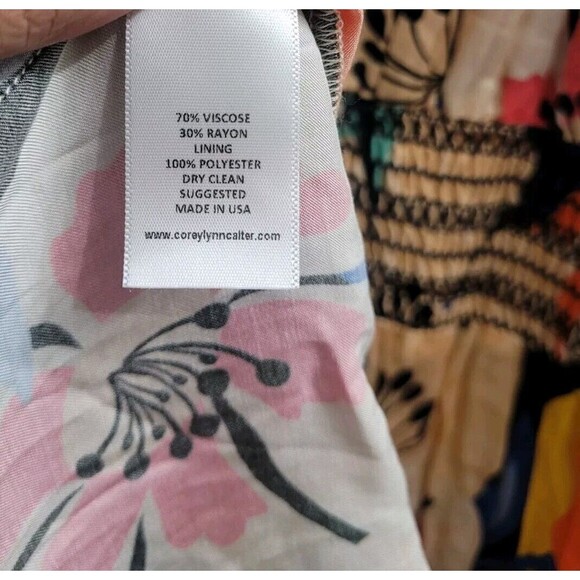 70% VISCOSE
30% RAYON
LINING
100% POLYESTER
DRY CLEAN
SUGGESTED
MADE IN USA
www.coreylynncalter.com